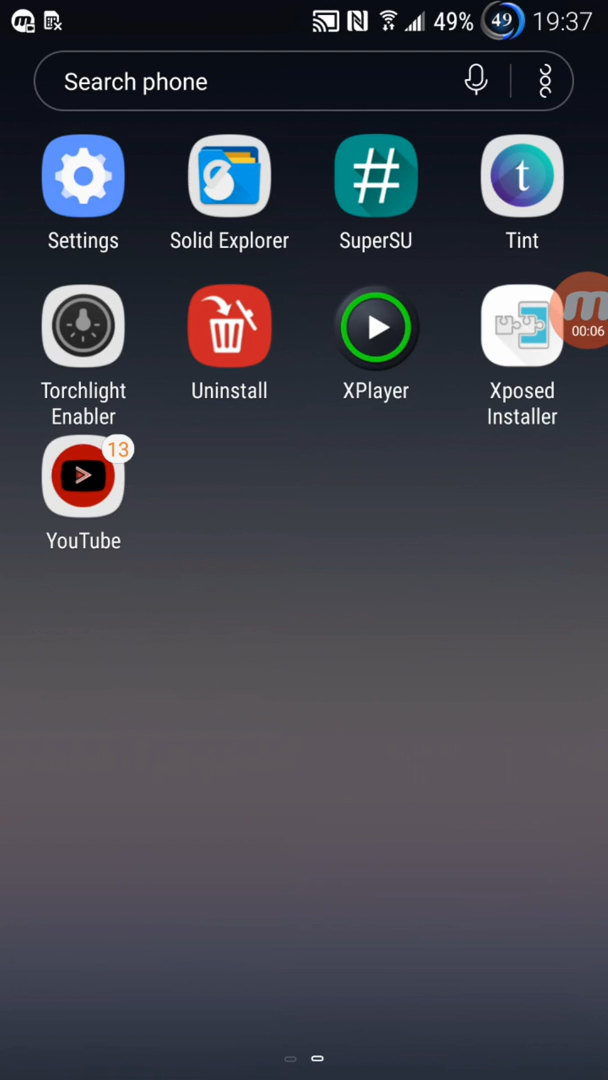 49% 49 19:37
Search phone
Settings Solid Explorer SuperSU Tint
00:06
Torchlight Enabler Uninstall XPlayer Xposed Installer
13
YouTube